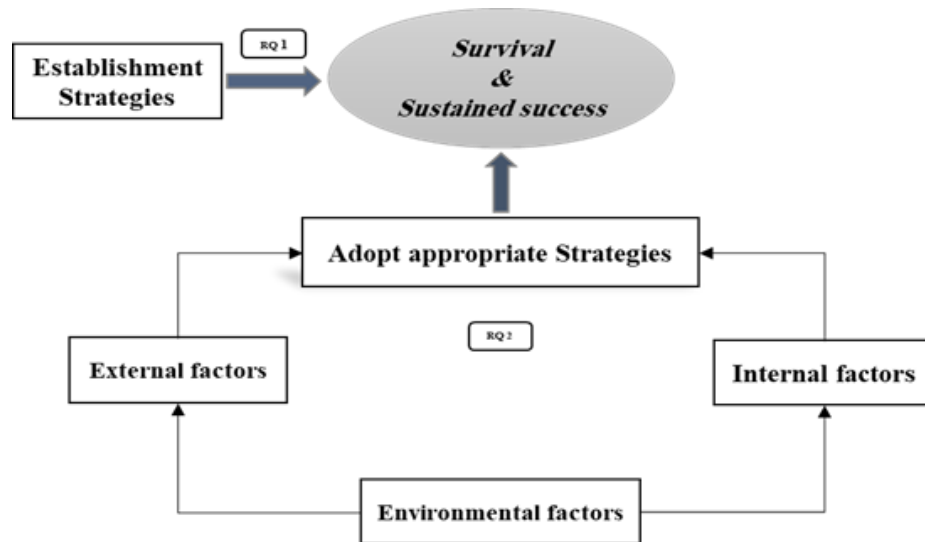 RQ 1
Establishment
Strategies
Survival
&
Sustained success
Adopt appropriate Strategies
RQ 2
External factors
Internal factors
Environmental factors